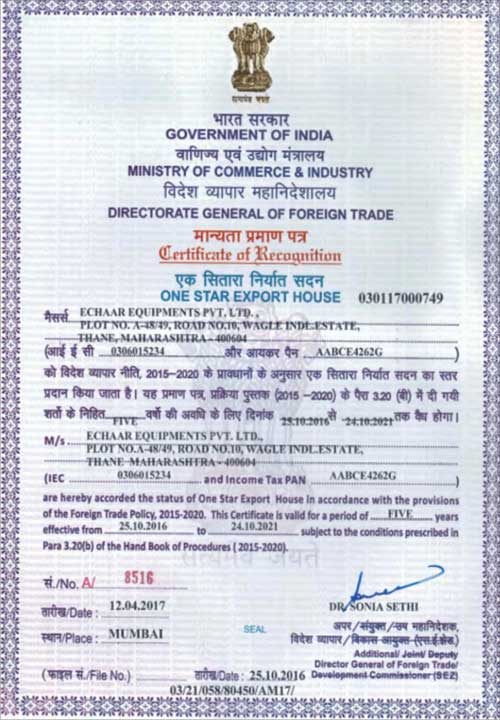 सत्यमेव जयते
भारत सरकार
GOVERNMENT OF INDIA
वाणिज्य एवं उद्योग मंत्रालय
MINISTRY OF COMMERCE & INDUSTRY
विदेश व्यापार महानिदेशालय
DIRECTORATE GENERAL OF FOREIGN TRADE
मान्यता प्रमाण पत्र
Certificate of Recognition
एक सितारा निर्यात सदन
ONE STAR EXPORT HOUSE 030117000749
मैसर्स ECHAAR EQUIPMENTS PVT. LTD.,
PLOT NO. A-48/49, ROAD NO.10, WAGLE INDL.ESTATE,
THANE, MAHARASHTRA - 400604
(आई ई सी 0306015234 और आयकर पैन AABCE4262G )
को विदेश व्यापार नीति, 2015-2020 के प्रावधानों के अनुसार एक सितारा निर्यात सदन का स्तर
प्रदान किया जाता है। यह प्रमाण पत्र, प्रक्रिया पुस्तक (2015 –2020) के पैरा 3.20 (बी) में दी गयी
शर्तो के निहित FIVE वर्षो की अवधि के लिए दिनांक 25.10.2016 से 24.10.2021 तक वैध होगा।
M/s ECHAAR EQUIPMENTS PVT. LTD.,
PLOT NO.A-48/49, ROAD NO.10, WAGLE INDL.ESTATE,
THANE MAHARASHTRA - 400604
(IEC 0306015234 and Income Tax PAN AABCE4262G )
are hereby accorded the status of One Star Export House in accordance with the provisions
of the Foreign Trade Policy, 2015-2020. This Certificate is valid for a period of FIVE years
effective from 25.10.2016 to 24.10.2021 subject to the conditions prescribed in
Para 3.20(b) of the Hand Book of Procedures ( 2015-2020).
सत्यमेव जयते
सं./No. A/ 8516
तारीख/Date : 12.04.2017
DR SONIA SETHI
स्थान/Place : MUMBAI
SEAL
अपर/संयुक्त/उप महानिदेशक,
विदेश व्यापार/विकास आयुक्त (एस.ई.झेड.)
Additional/ Joint/ Deputy
Director General of Foreign Trade/
(फाइल सं./File No.) तारीख/Date : 25.10.2016 Development Commissioner (SEZ)
03/21/058/80450/AM17/